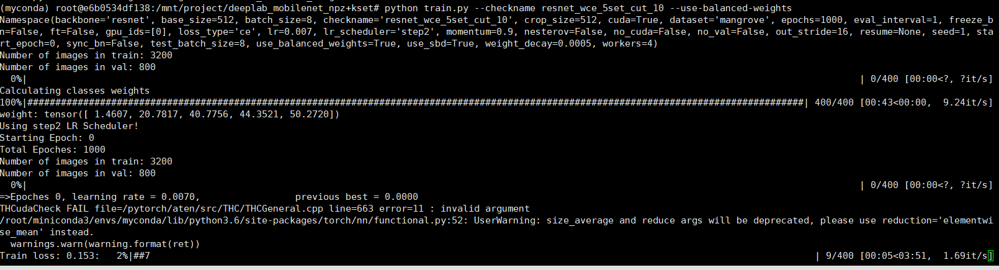 (myconda) root@e6b0534df138:/mnt/project/deeplab_mobilenet_npz+kset# python train.py --checkname resnet_wce_5set_cut_10 --use-balanced-weights
Namespace(backbone='resnet', base_size=512, batch_size=8, checkname='resnet_wce_5set_cut_10', crop_size=512, cuda=True, dataset='mangrove', epochs=1000, eval_interval=1, freeze_b
n=False, ft=False, gpu_ids=[0], loss_type='ce', lr=0.007, lr_scheduler='step2', momentum=0.9, nesterov=False, no_cuda=False, no_val=False, out_stride=16, resume=None, seed=1, sta
rt_epoch=0, sync_bn=False, test_batch_size=8, use_balanced_weights=True, use_sbd=True, weight_decay=0.0005, workers=4)
Number of images in train: 3200
Number of images in val: 800
  0%|                                                                                | 0/400 [00:00<?, ?it/s]
Calculating classes weights
100%|###########################################################################################################################################| 400/400 [00:43<00:00,  9.24it/s]
weight: tensor([ 1.4607, 20.7817, 40.7756, 44.3521, 50.2720])
Using step2 LR Scheduler!
Starting Epoch: 0
Total Epoches: 1000
Number of images in train: 3200
Number of images in val: 800
  0%|                                                                                | 0/400 [00:00<?, ?it/s]
=>Epoches 0, learning rate = 0.0070,                 previous best = 0.0000
THCudaCheck FAIL file=/pytorch/aten/src/THC/THCGeneral.cpp line=663 error=11 : invalid argument
/root/miniconda3/envs/myconda/lib/python3.6/site-packages/torch/nn/functional.py:52: UserWarning: size_average and reduce args will be deprecated, please use reduction='elementwi
se_mean' instead.
  warnings.warn(warning.format(ret))
Train loss: 0.153:   2%|##7                                                                                | 9/400 [00:05<03:51,  1.69it/s]